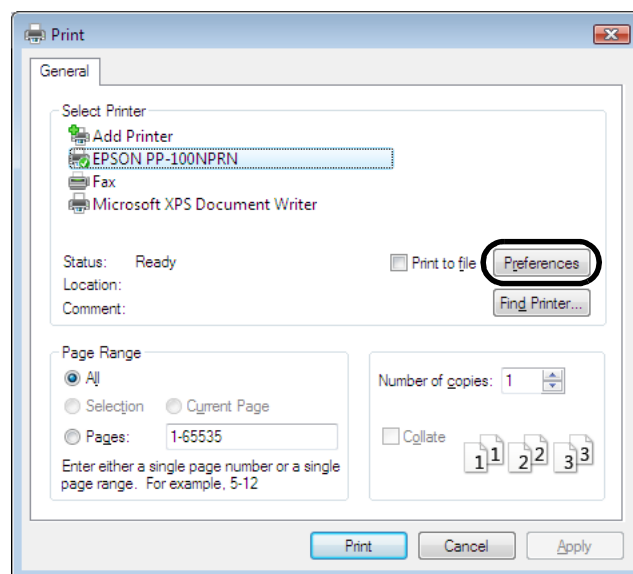 Print
General
Select Printer
Add Printer
EPSON PP-100NPRN
Fax
Microsoft XPS Document Writer
Status: Ready
Print to file
Preferences
Location:
Comment:
Find Printer...
Page Range
All
Selection Current Page
Pages: 1-65535
Enter either a single page number or a single
page range. For example, 5-12
Number of copies: 1
Collate
1 1 2 2 3 3
Print Cancel Apply